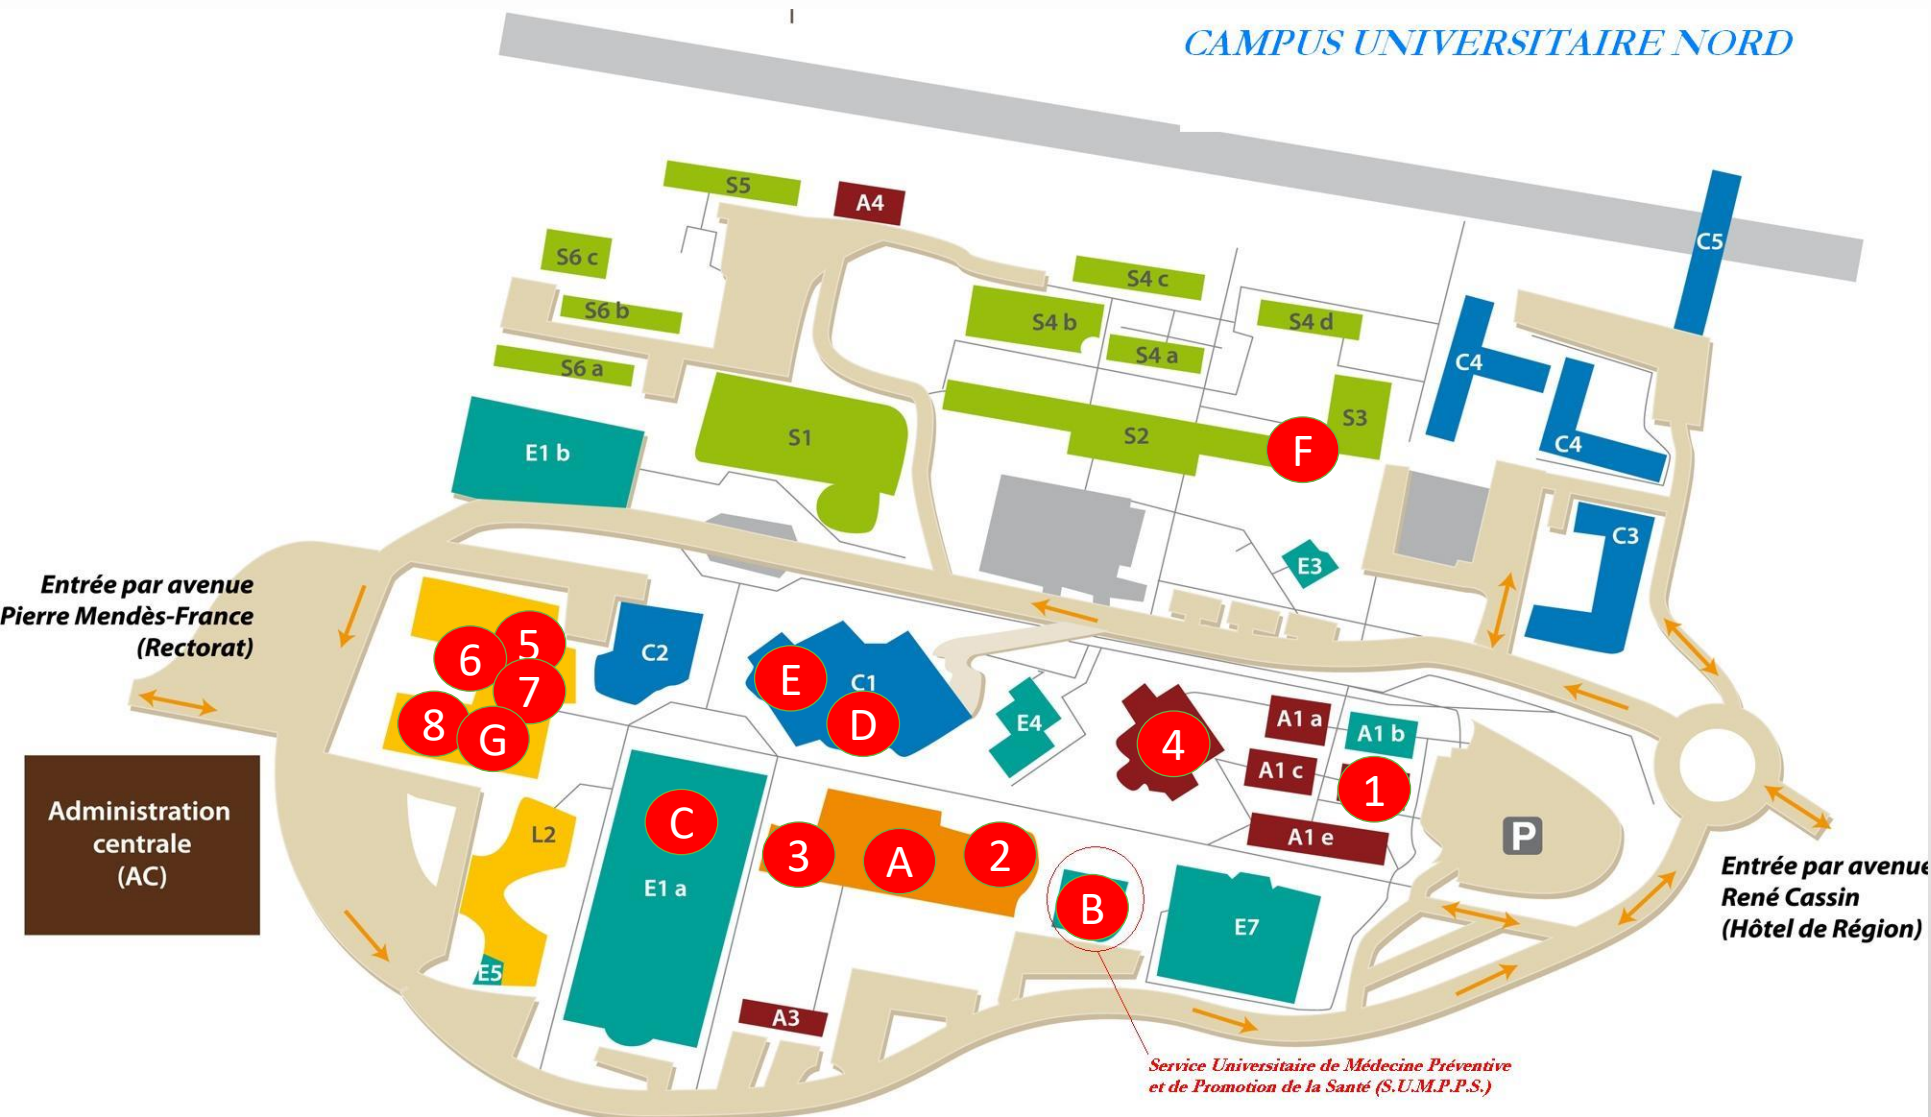 CAMPUS UNIVERSITAIRE NORD
S5
A4
C5
S6 c
S4 c
S6 b
S4 b
S4 d
S4 a
S6 a
C4
S3
S1
S2
F
C4
E1 b
C3
E3
Entrée par avenue
Pierre Mendès-France
(Rectorat)
5
6
7
8
G
C2
E
C1
D
E4
4
A1 a
A1 b
A1 c
1
A1 e
P
Administration
centrale
(AC)
L2
C
E1 a
3
A
2
B
E7
E5
A3
Entrée par avenue
René Cassin
(Hôtel de Région)
Service Universitaire de Médecine Préventive
et de Promotion de la Santé (S.U.M.P.P.S.)